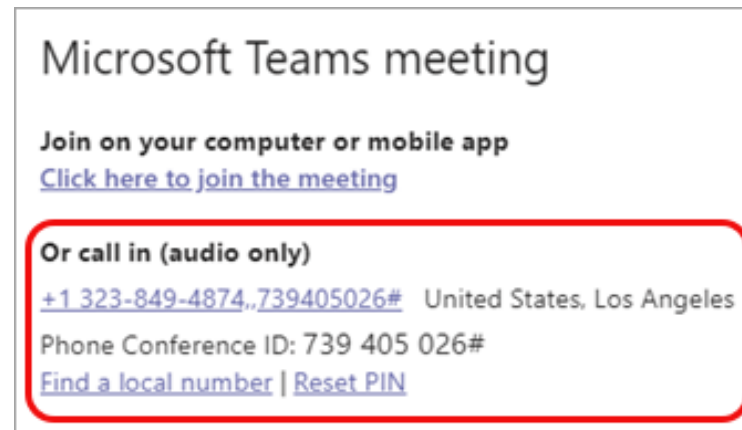 Microsoft Teams meeting
Join on your computer or mobile app
Click here to join the meeting
Or call in (audio only)
+1 323-849-4874,,739405026# United States, Los Angeles
Phone Conference ID: 739 405 026#
Find a local number | Reset PIN